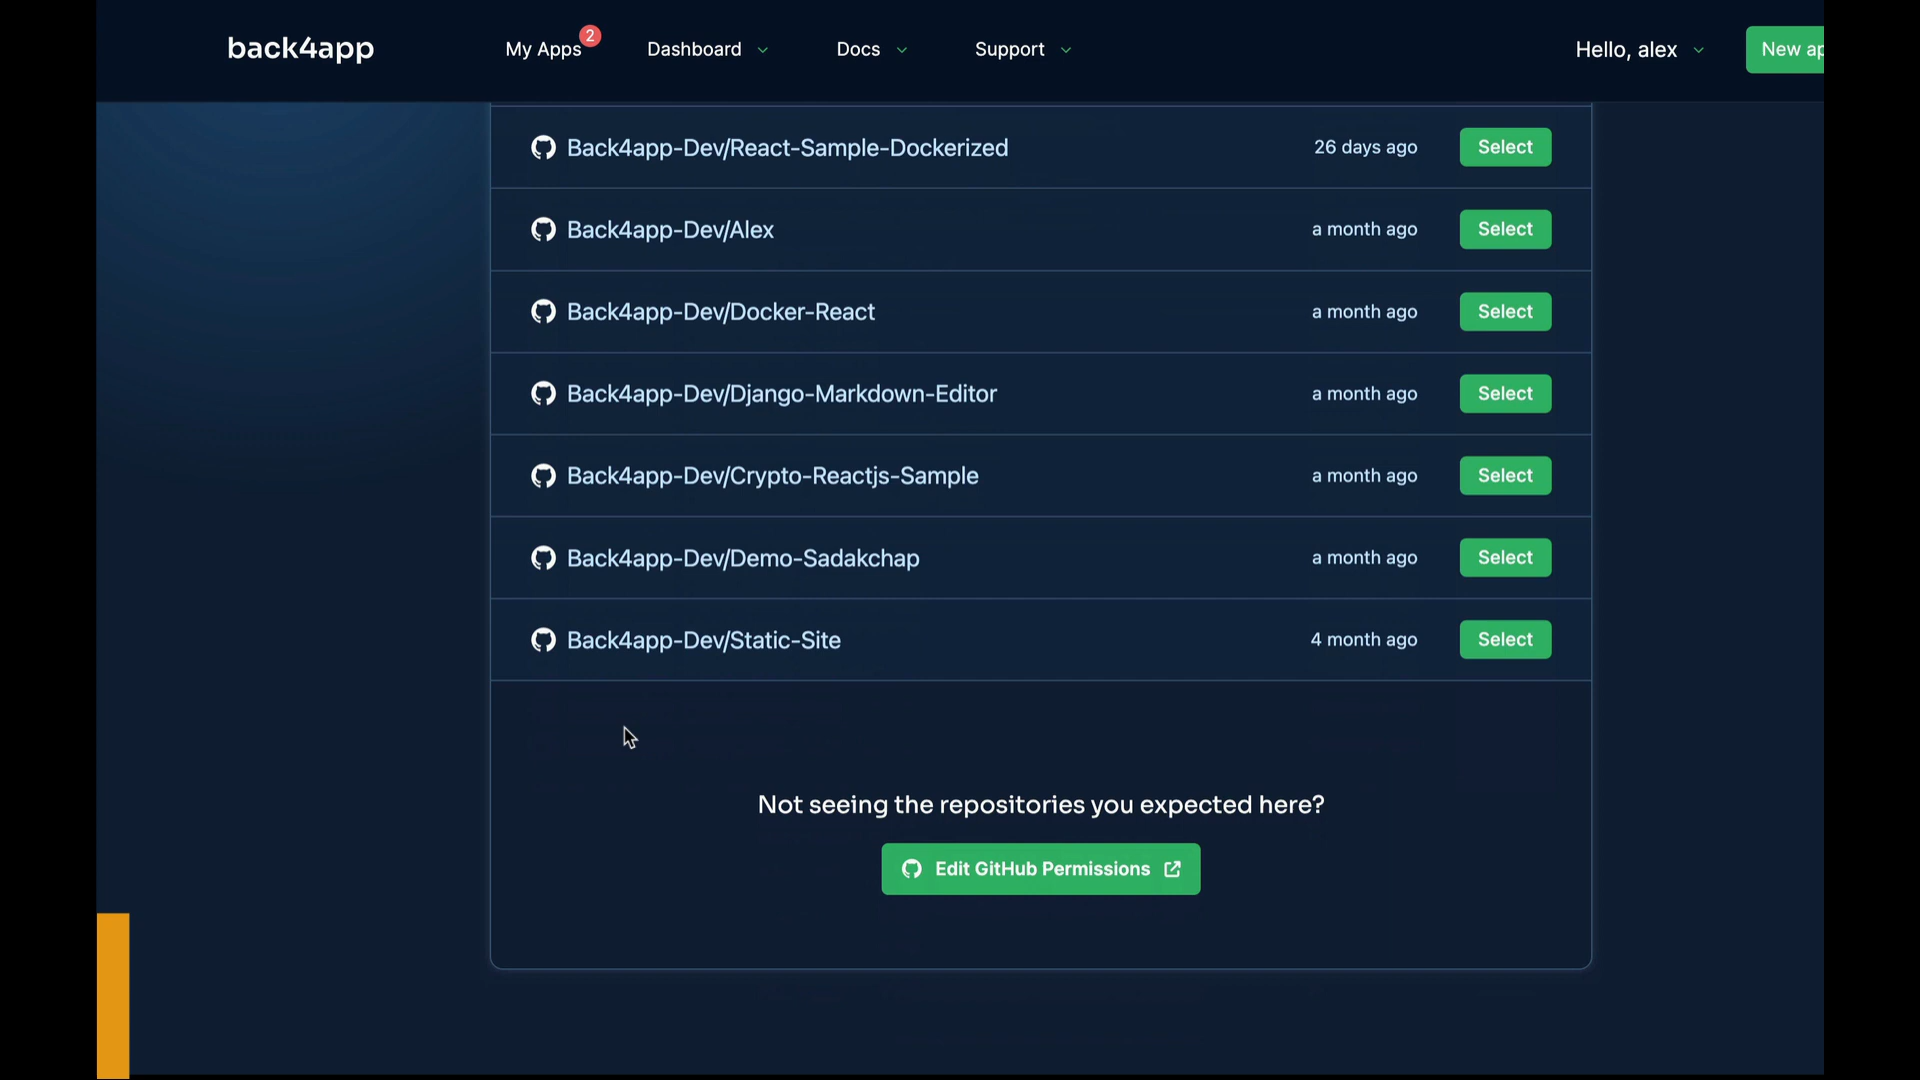 back4app
My Apps 2
Dashboard
Docs
Support
Hello, alex
New ap
Back4app-Dev/React-Sample-Dockerized 26 days ago Select
Back4app-Dev/Alex a month ago Select
Back4app-Dev/Docker-React a month ago Select
Back4app-Dev/Django-Markdown-Editor a month ago Select
Back4app-Dev/Crypto-Reactjs-Sample a month ago Select
Back4app-Dev/Demo-Sadakchap a month ago Select
Back4app-Dev/Static-Site 4 month ago Select
Not seeing the repositories you expected here?
Edit GitHub Permissions